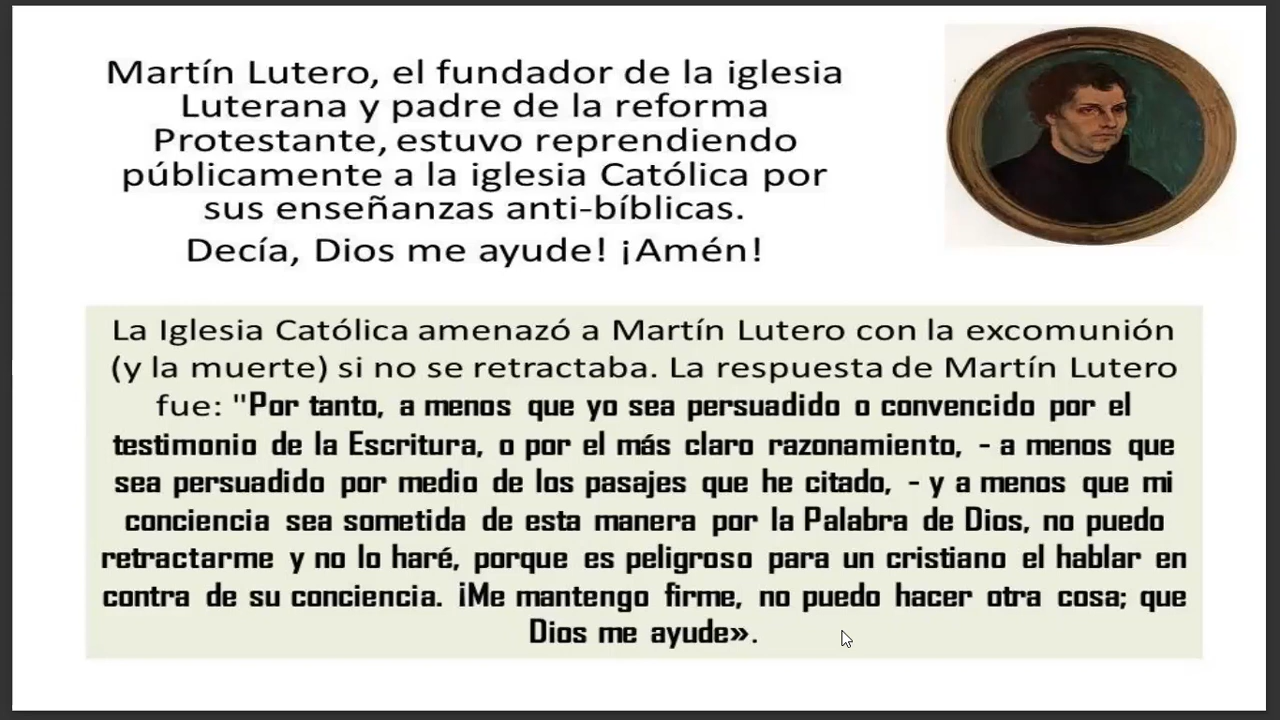 Martín Lutero, el fundador de la iglesia
Luterana y padre de la reforma
Protestante, estuvo reprendiendo
públicamente a la iglesia Católica por
sus enseñanzas anti-bíblicas.
Decía, Dios me ayude! ¡Amén!
La Iglesia Católica amenazó a Martín Lutero con la excomunión
(y la muerte) si no se retractaba. La respuesta de Martín Lutero
fue: "Por tanto, a menos que yo sea persuadido o convencido por el
testimonio de la Escritura, o por el más claro razonamiento, - a menos que
sea persuadido por medio de los pasajes que he citado, - y a menos que mi
conciencia sea sometida de esta manera por la Palabra de Dios, no puedo
retractarme y no lo haré, porque es peligroso para un cristiano el hablar en
contra de su conciencia. ¡Me mantengo firme, no puedo hacer otra cosa; que
Dios me ayude».